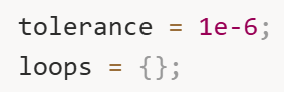 tolerance = 1e-6;
loops = {};